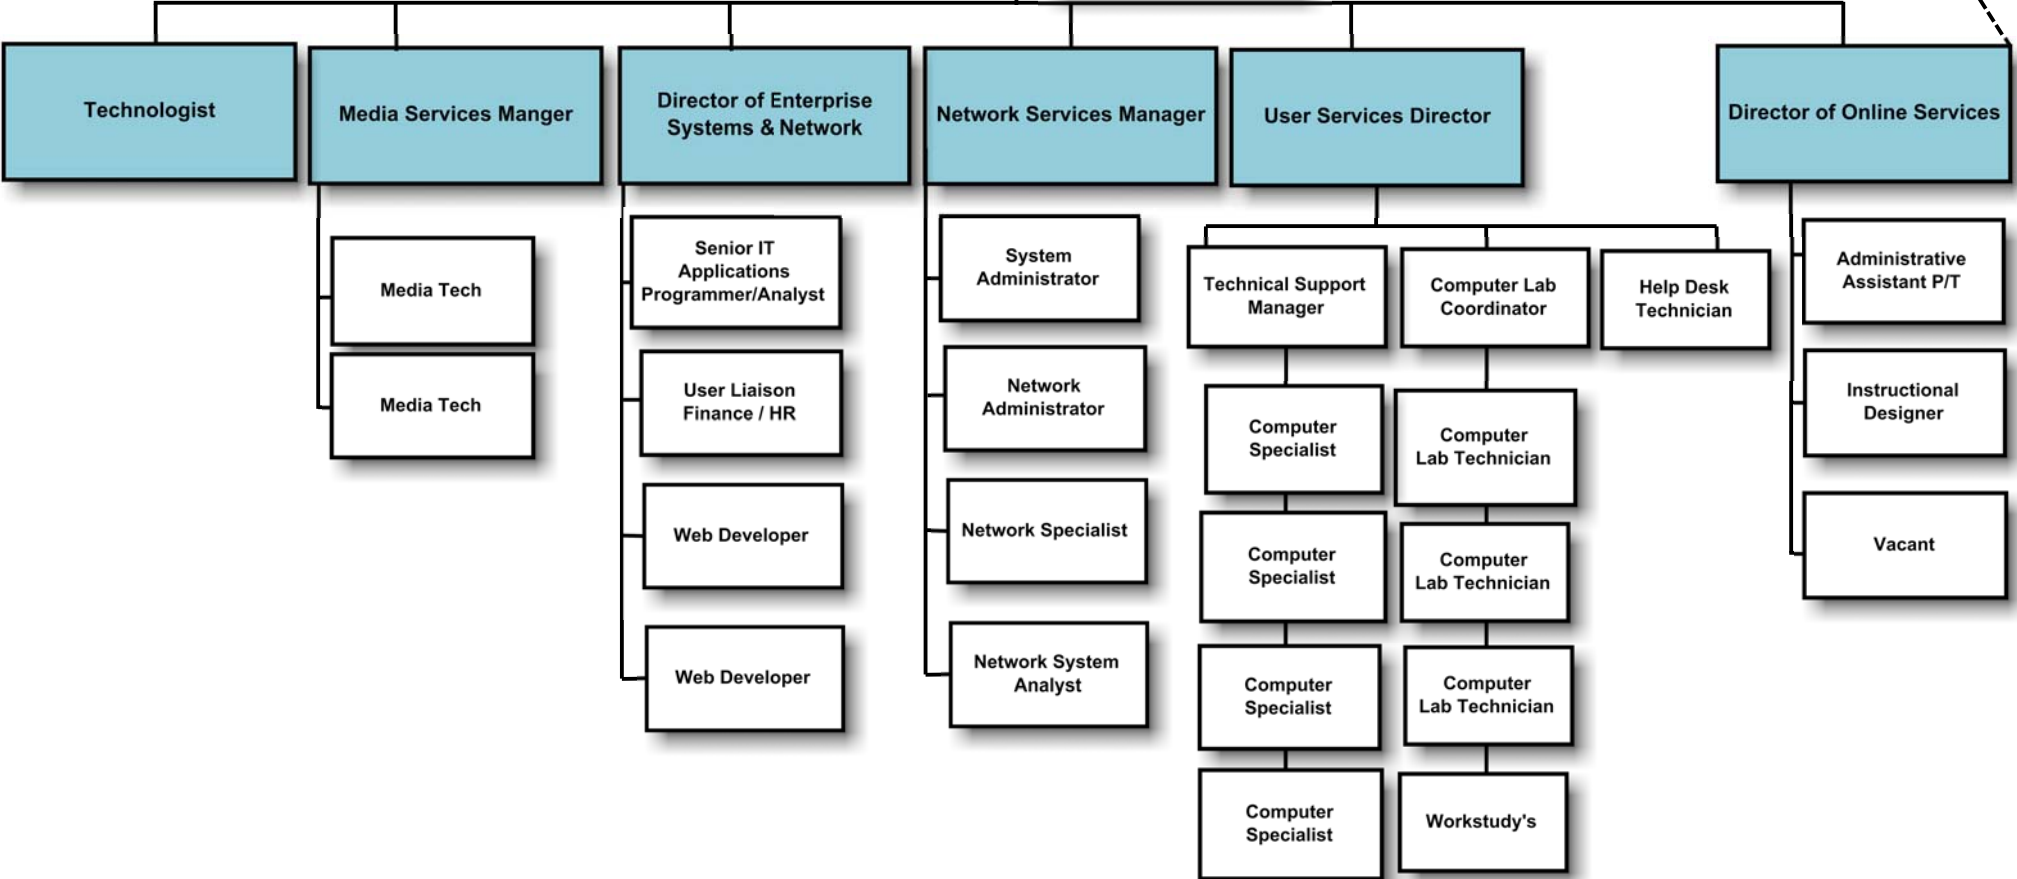 Technologist
Media Services Manger
Director of Enterprise
Systems & Network
Network Services Manager
User Services Director
Director of Online Services
Media Tech
Media Tech
Senior IT
Applications
Programmer/Analyst
User Liaison
Finance / HR
Web Developer
Web Developer
System
Administrator
Network
Administrator
Network Specialist
Network System
Analyst
Technical Support
Manager
Computer
Specialist
Computer
Specialist
Computer
Specialist
Computer
Specialist
Computer Lab
Coordinator
Computer
Lab Technician
Computer
Lab Technician
Computer
Lab Technician
Workstudy's
Help Desk
Technician
Administrative
Assistant P/T
Instructional
Designer
Vacant